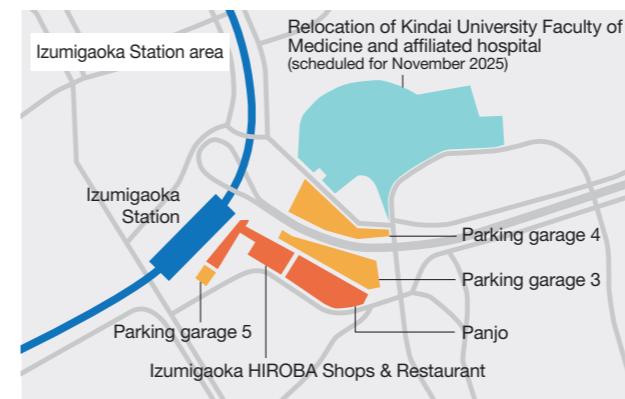 Relocation of Kindai University Faculty of
Medicine and affiliated hospital
(scheduled for November 2025)
Izumigaoka Station area
Izumigaoka
Station
Parking garage 4
Parking garage 3
Parking garage 5
Panjo
Izumigaoka HIROBA Shops & Restaurant